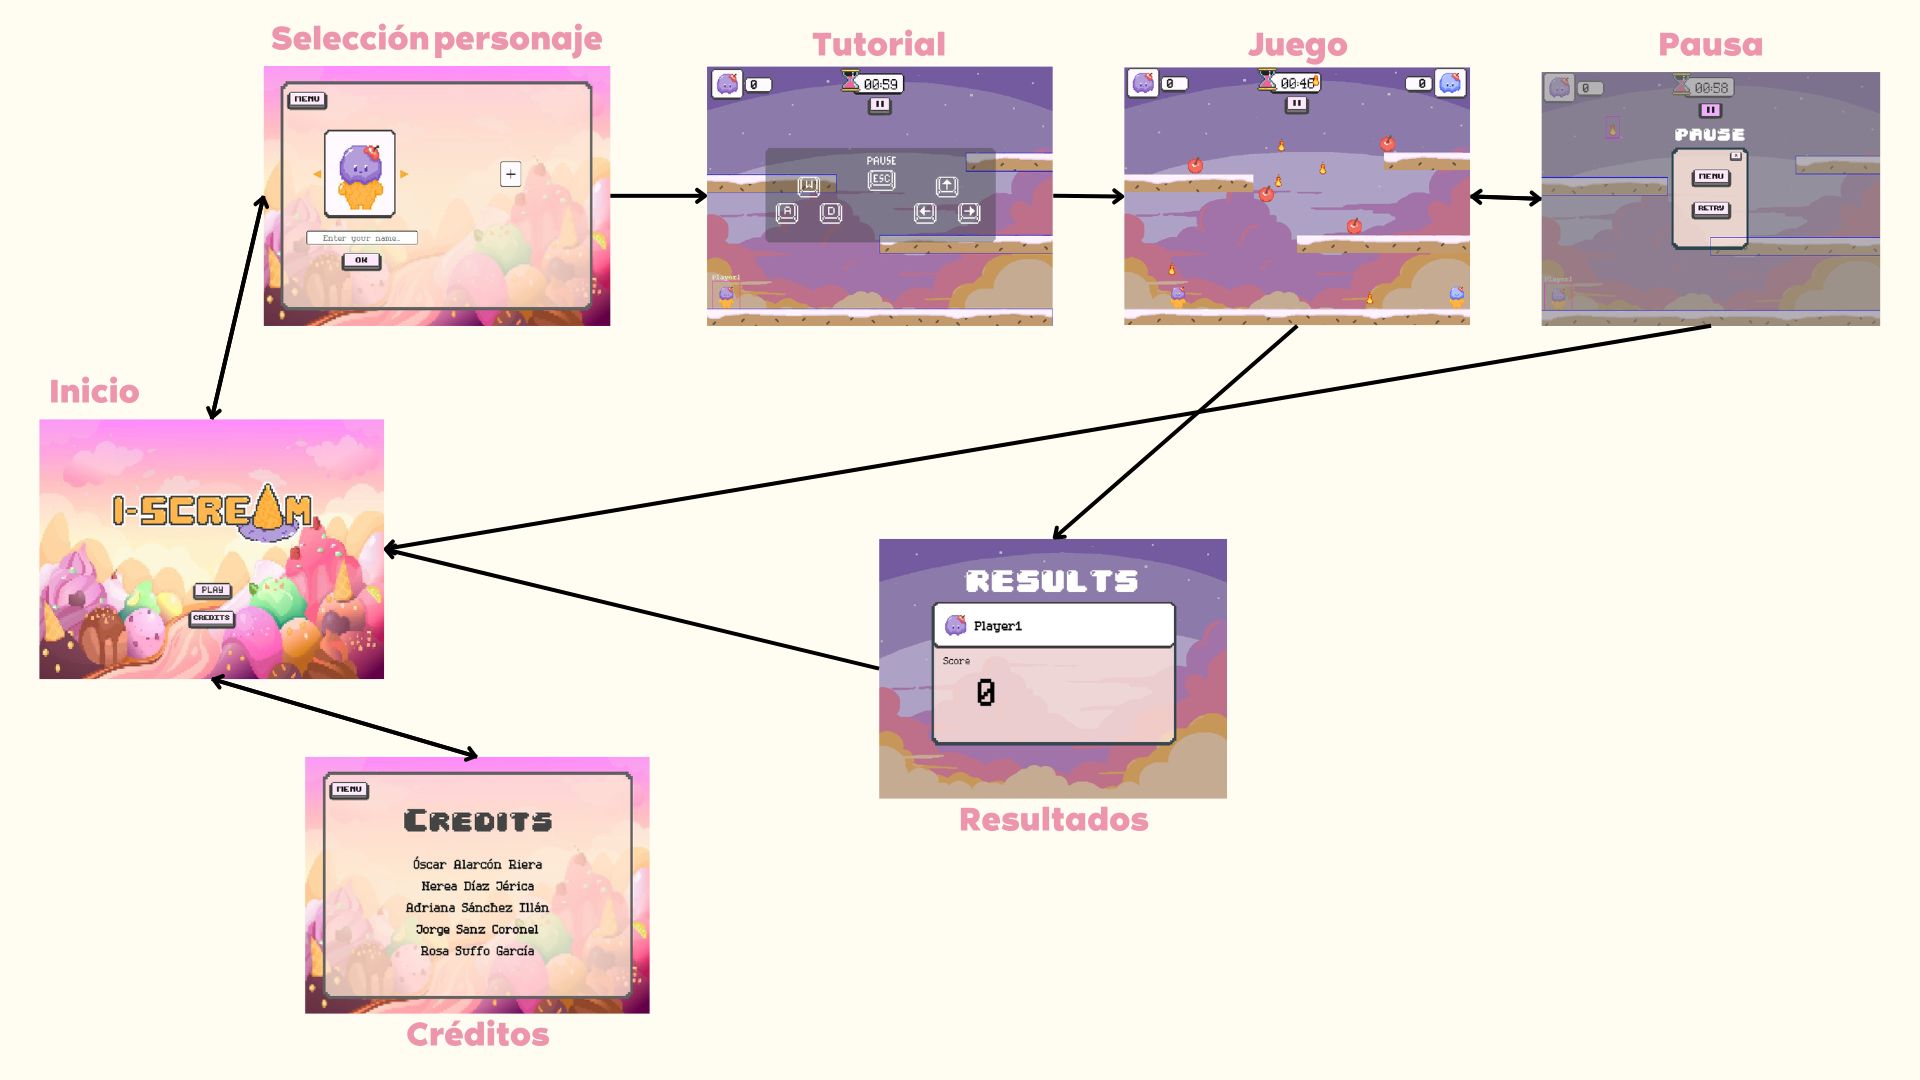 Selección personaje
MENU
+
Enter your name…
OK
Tutorial
0
00:59
PAUSE
ESC
W
A
D
Player1
Juego
0
00:46
0
Pausa
0
00:58
PAUSE
x
MENU
RETRY
Player1
Inicio
I-SCREAM
PLAY
CREDITS
RESULTS
Player1
Score
0
Resultados
MENU
CREDITS
Óscar Alarcón Riera
Nerea Díaz Jérica
Adriana Sánchez Illán
Jorge Sanz Coronel
Rosa Suffo García
Créditos